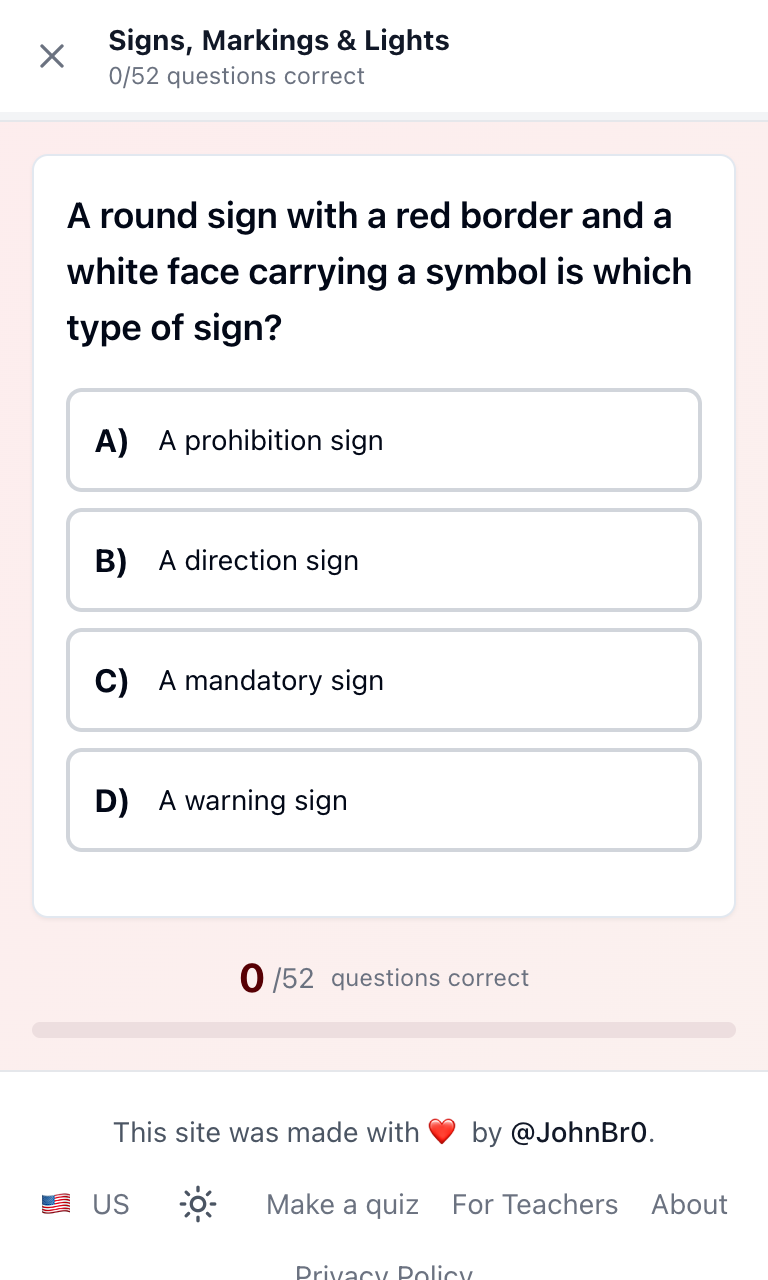 Signs, Markings & Lights
0/52 questions correct
A round sign with a red border and a
white face carrying a symbol is which
type of sign?
A) A prohibition sign
B) A direction sign
C) A mandatory sign
D) A warning sign
0 /52 questions correct
This site was made with ❤️ by @JohnBr0.
🇺🇸 US Make a quiz For Teachers About
Privacy Policy